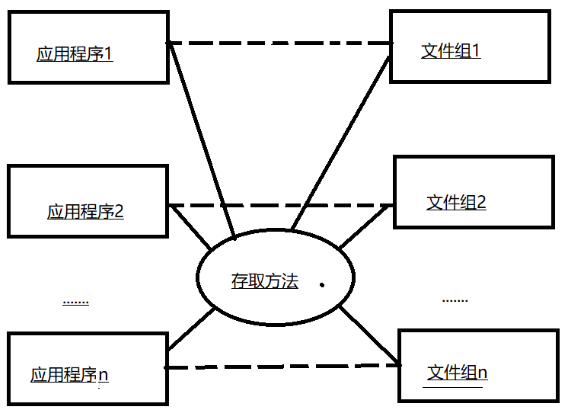 应用程序1
文件组1
应用程序2
文件组2
存取方法
.......
.......
应用程序n
文件组n